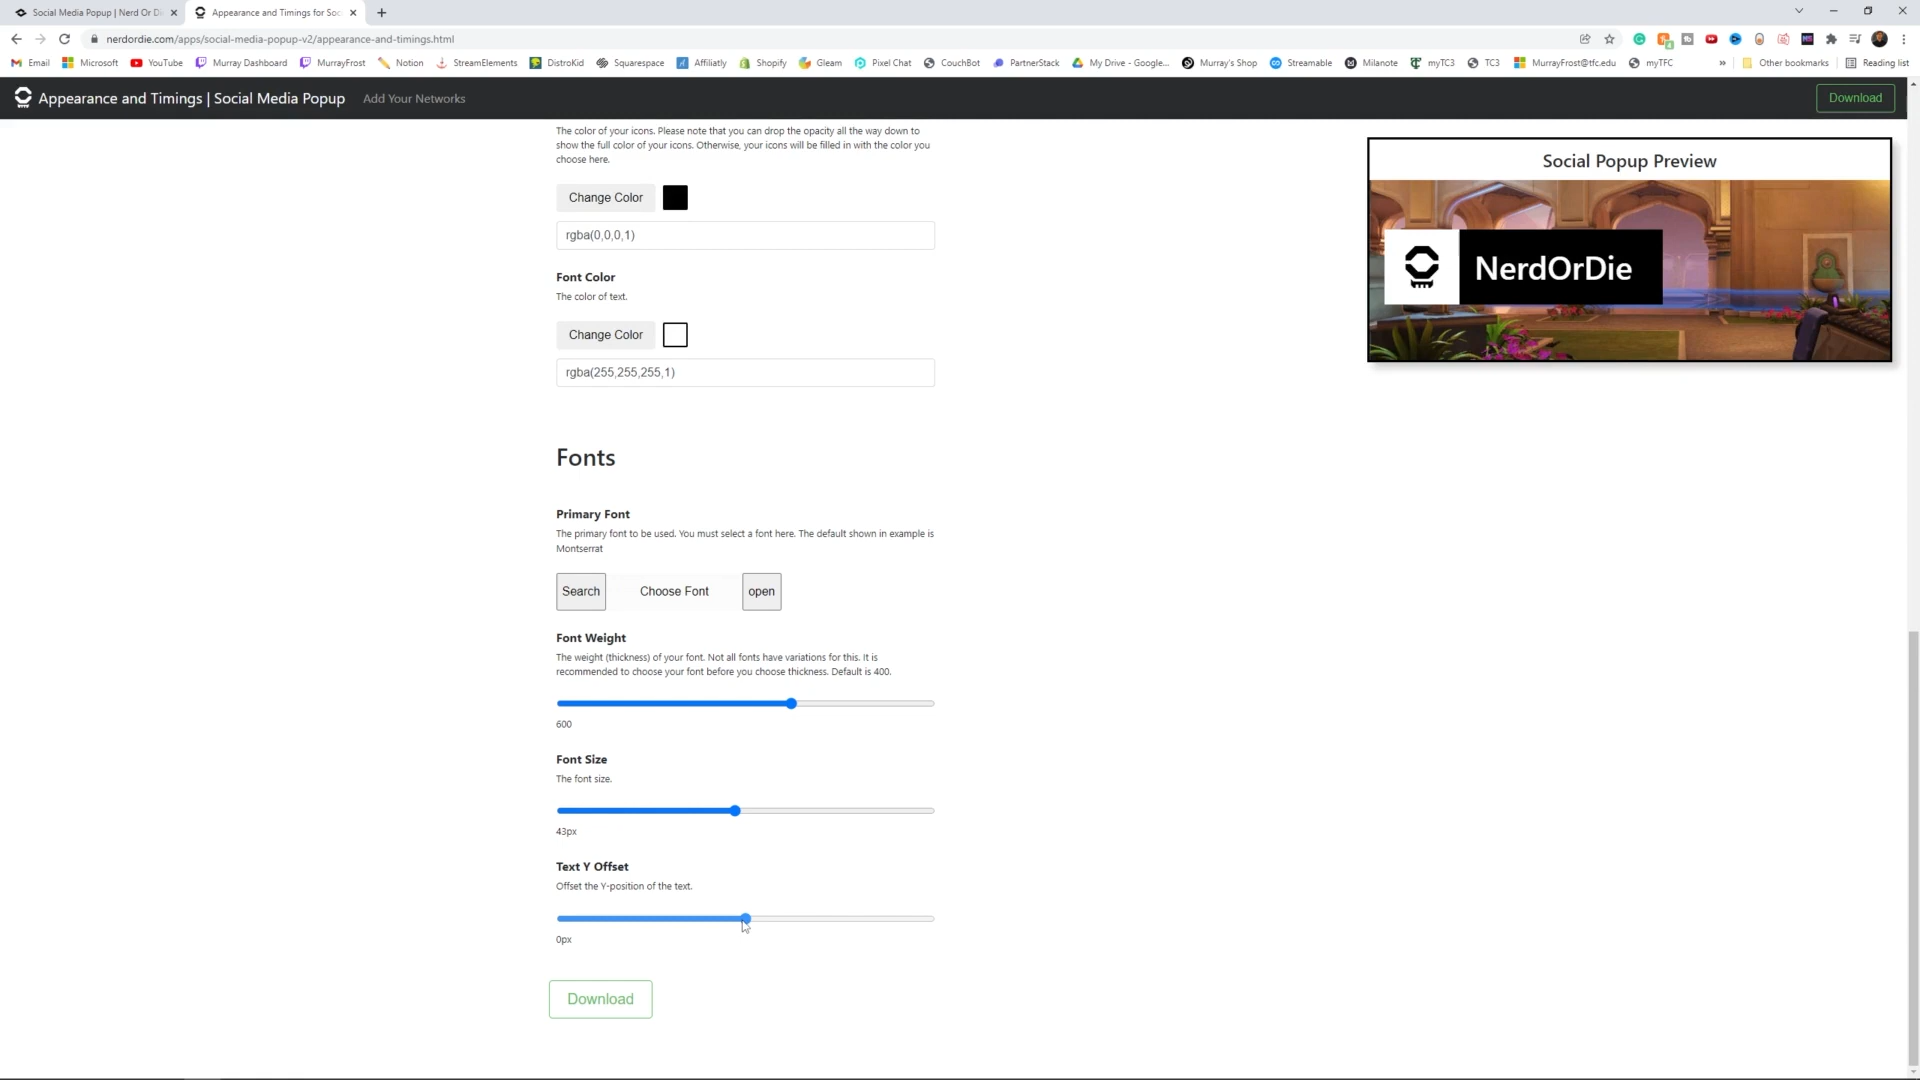 Social Media Popup | Nerd Or Di
Appearance and Timings for Soc
nerdordie.com/apps/social-media-popup-v2/appearance-and-timings.html
Email
Microsoft
YouTube
Murray Dashboard
MurrayFrost
Notion
StreamElements
DistroKid
Squarespace
Affiliatly
Shopify
Gleam
Pixel Chat
CouchBot
PartnerStack
My Drive - Google...
Murray's Shop
Streamable
Milanote
myTC3
TC3
MurrayFrost@tfc.edu
myTFC
»
Other bookmarks
Reading list
Appearance and Timings | Social Media Popup
Add Your Networks
Download
The color of your icons. Please note that you can drop the opacity all the way down to
show the full color of your icons. Otherwise, your icons will be filled in with the color you
choose here.
Change Color
rgba(0,0,0,1)
Font Color
The color of text.
Change Color
rgba(255,255,255,1)
Social Popup Preview
NerdOrDie
Fonts
Primary Font
The primary font to be used. You must select a font here. The default shown in example is
Montserrat
Search
Choose Font
open
Font Weight
The weight (thickness) of your font. Not all fonts have variations for this. It is
recommended to choose your font before you choose thickness. Default is 400.
600
Font Size
The font size.
43px
Text Y Offset
Offset the Y-position of the text.
0px
Download